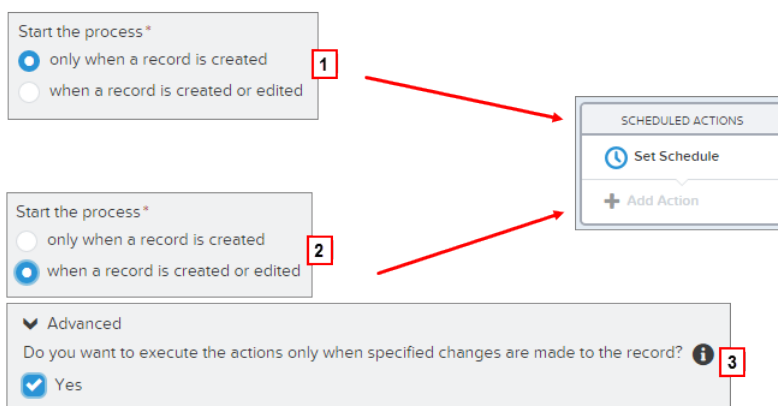 Start the process*
only when a record is created
when a record is created or edited
1
SCHEDULED ACTIONS
Set Schedule
Add Action
Start the process*
only when a record is created
when a record is created or edited
2
Advanced
Do you want to execute the actions only when specified changes are made to the record?
3
Yes